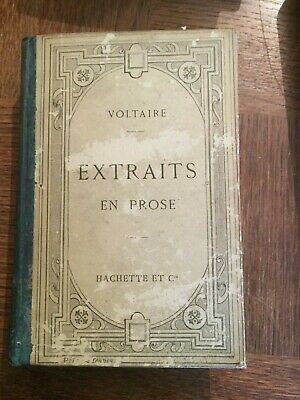 VOLTAIRE
EXTRAITS
EN PROSE
HACHETTE ET Cie